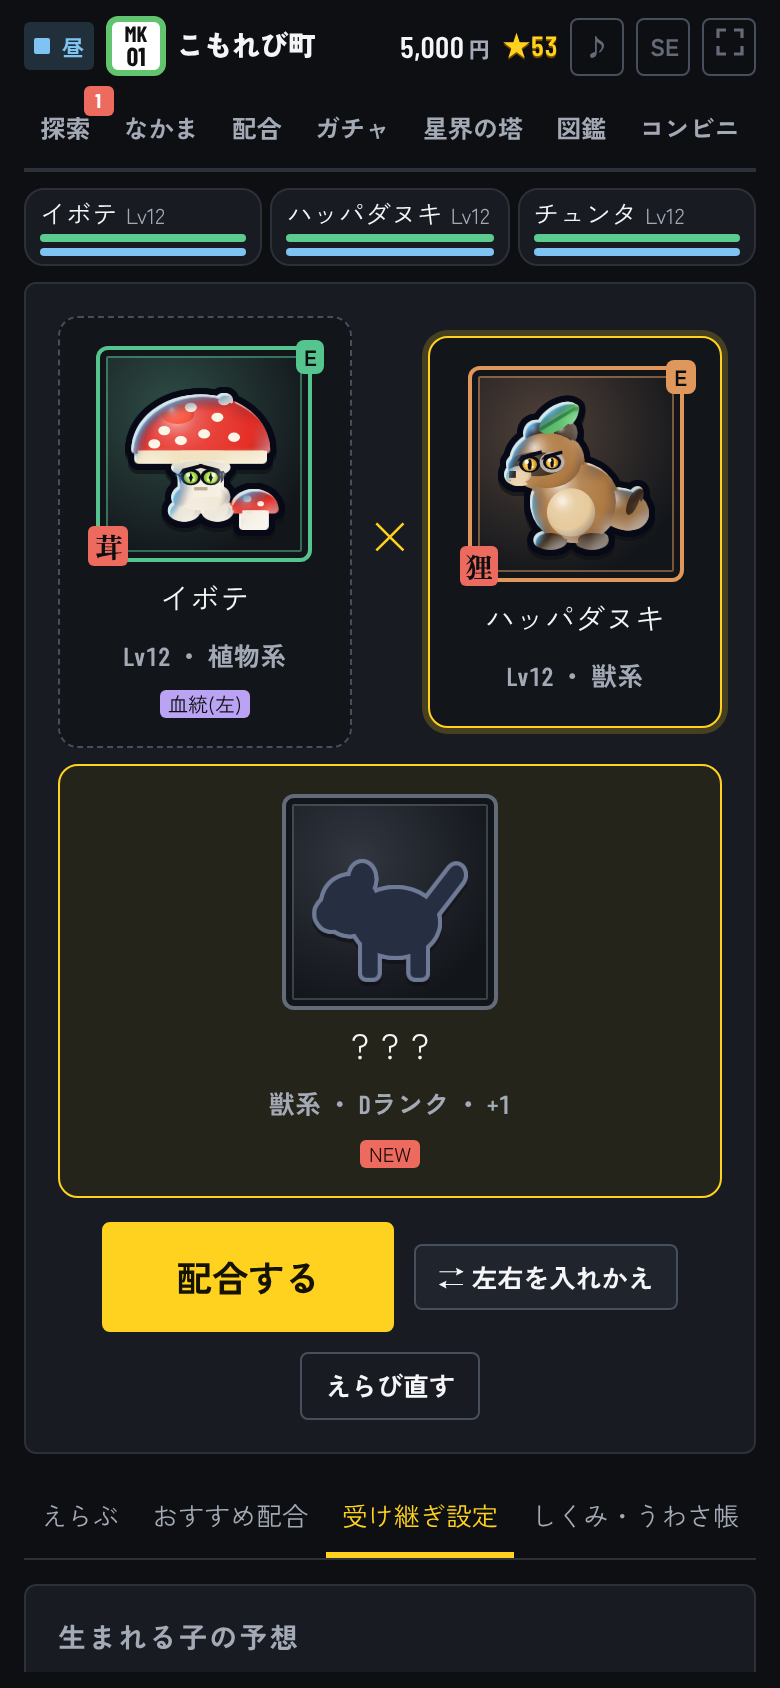 昼 MK 01 こもれび町 5,000 円 ★53 ♪ SE
1
探索 なかま 配合 ガチャ 星界の塔 図鑑 コンビニ
イボテ Lv12 ハッパダヌキ Lv12 チュンタ Lv12
E
茸
イボテ
Lv12 ・ 植物系
血統(左)
×
E
狸
ハッパダヌキ
Lv12 ・ 獣系
？？？
獣系 ・ Dランク ・ +1
NEW
配合する
⇄ 左右を入れかえ
えらび直す
えらぶ おすすめ配合 受け継ぎ設定 しくみ・うわさ帳
生まれる子の予想